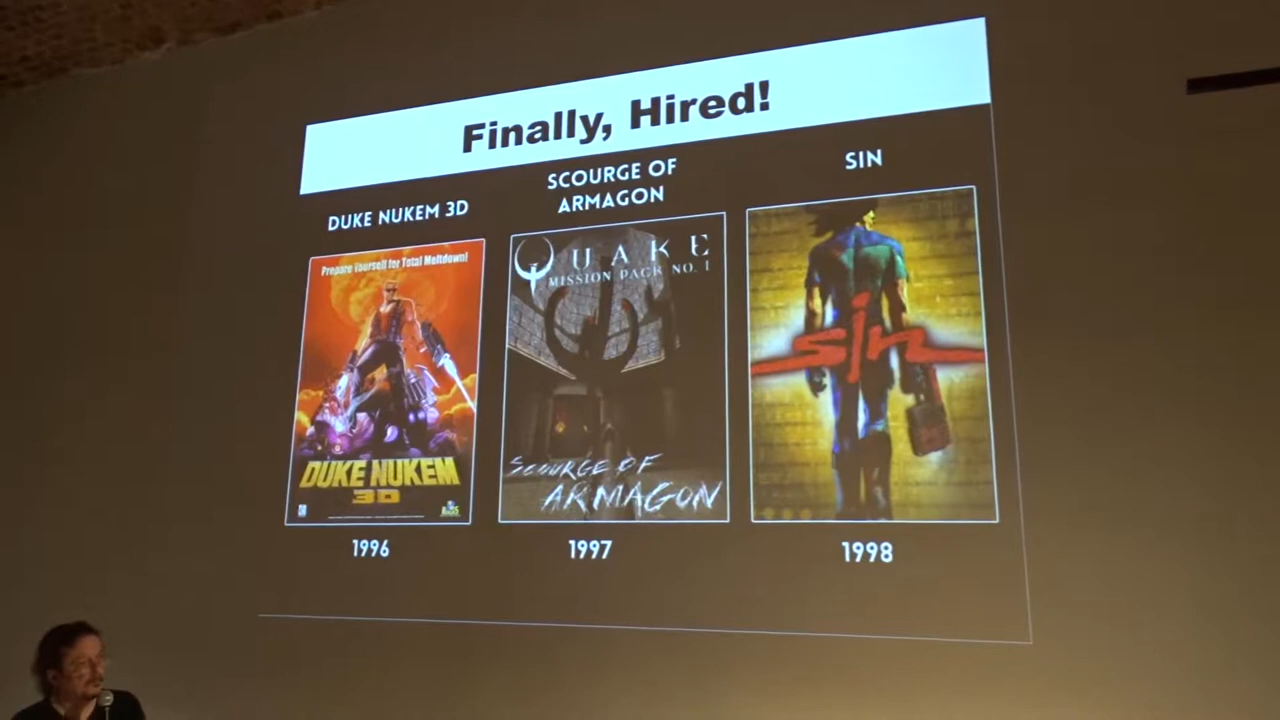 Finally, Hired!
DUKE NUKEM 3D
SCOURGE OF
ARMAGON
SIN
Prepare Yourself for Total Meltdown!
DUKE NUKEM
3D
QUAKE
MISSION PACK NO. 1
SCOURGE OF
ARMAGON
sin
1996
1997
1998